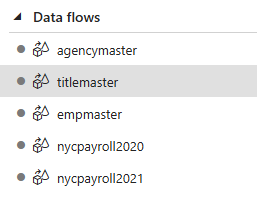 Data flows
agencymaster
titlemaster
empmaster
nycpayroll2020
nycpayroll2021